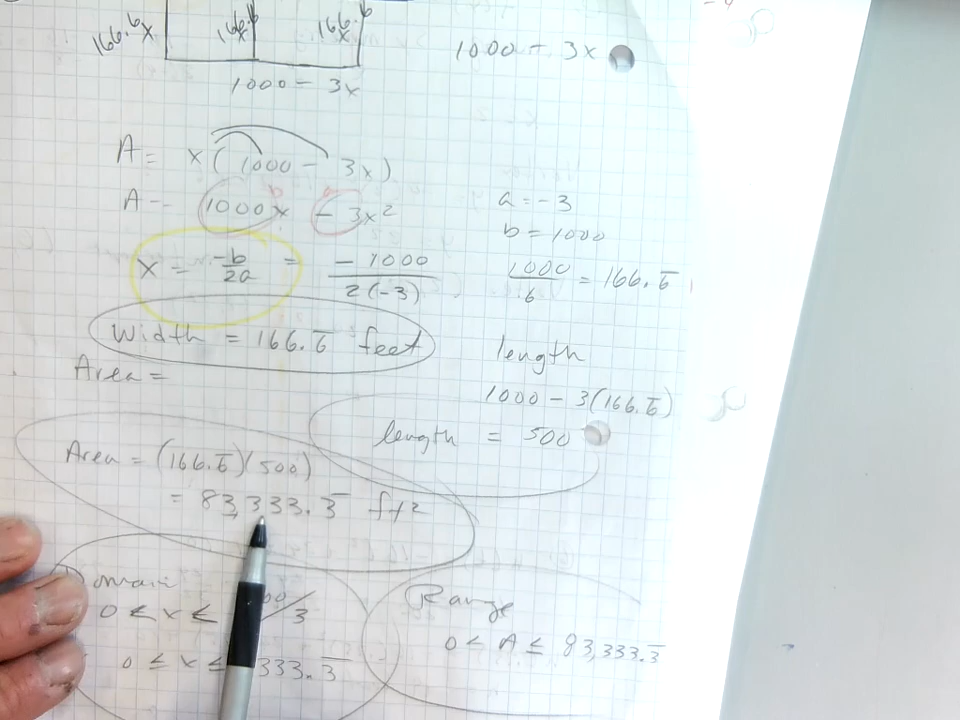 166.6 x 166.6 x 166.6 x
1000 - 3x
1000 - 3x
A = x(1000 - 3x)
A = 1000x - 3x²
a = -3
b = 1000
x = -b/2a = -1000/2(-3)
1000/6 = 166.6̅
Width = 166.6̅ feet
length
Area =
1000 - 3(166.6̅)
length = 500
Area = (166.6̅)(500)
= 83,333.3̅ ft²
Domain
0 ≤ x ≤ /3
0 ≤ x ≤ 333.3̅
Range
0 ≤ A ≤ 83,333.3̅